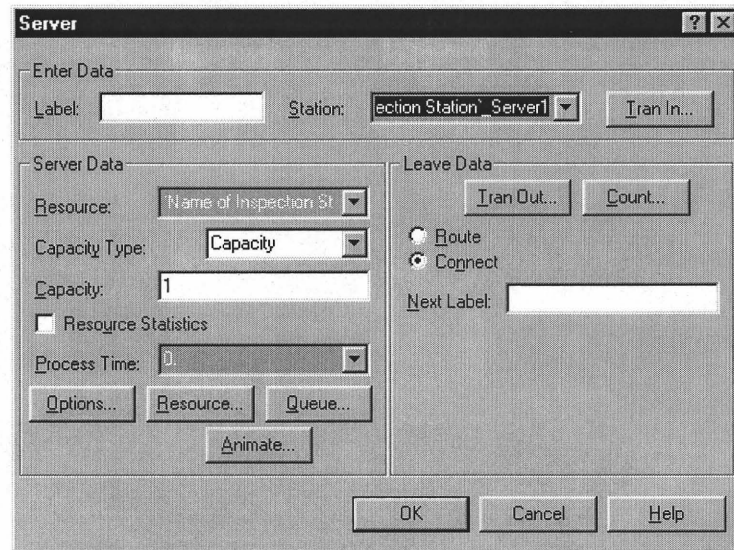 Server
Enter Data
Label: Station: ection Station`_Server1 Tran In...
Server Data
Resource: `Name of Inspection St
Capacity Type: Capacity
Capacity: 1
Resource Statistics
Process Time: 0.
Options... Resource... Queue...
Animate...
Leave Data
Tran Out... Count...
Route
Connect
Next Label:
OK Cancel Help